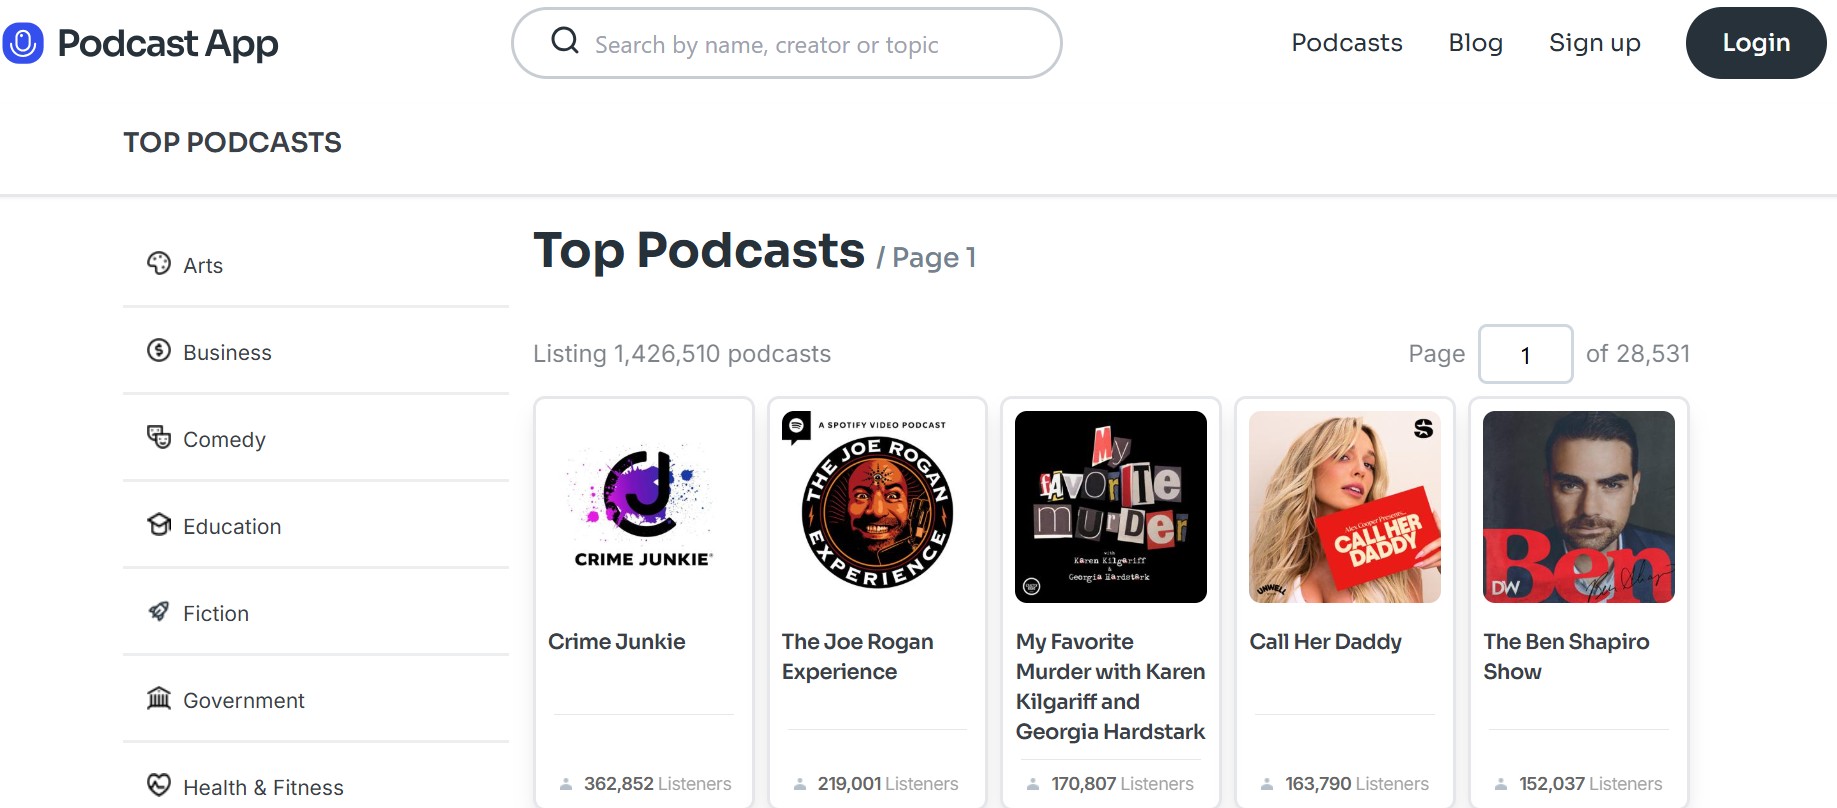 Podcast App
Search by name, creator or topic
Podcasts
Blog
Sign up
Login
TOP PODCASTS
Arts
Business
Comedy
Education
Fiction
Government
Health & Fitness
Top Podcasts / Page 1
Listing 1,426,510 podcasts
Page 1 of 28,531
CRIME JUNKIE
Crime Junkie
362,852 Listeners
A SPOTIFY VIDEO PODCAST
THE JOE ROGAN
EXPERIENCE
The Joe Rogan
Experience
219,001 Listeners
My
fAVorITe
muRDer
with
Karen Kilgariff
&
Georgia Hardstark
My Favorite
Murder with Karen
Kilgariff and
Georgia Hardstark
170,807 Listeners
S
Alex Cooper Presents...
CALL HER
DADDY
UNWELL
Call Her Daddy
163,790 Listeners
Ben
DW
Ben Shapiro
The Ben Shapiro
Show
152,037 Listeners